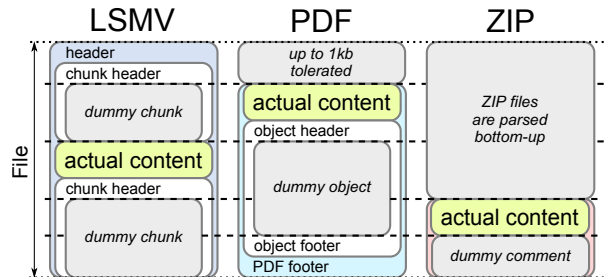 LSMV
PDF
ZIP
File
header
chunk header
dummy chunk
actual content
chunk header
dummy chunk
up to 1kb
tolerated
actual content
object header
dummy object
object footer
PDF footer
ZIP files
are parsed
bottom-up
actual content
dummy comment